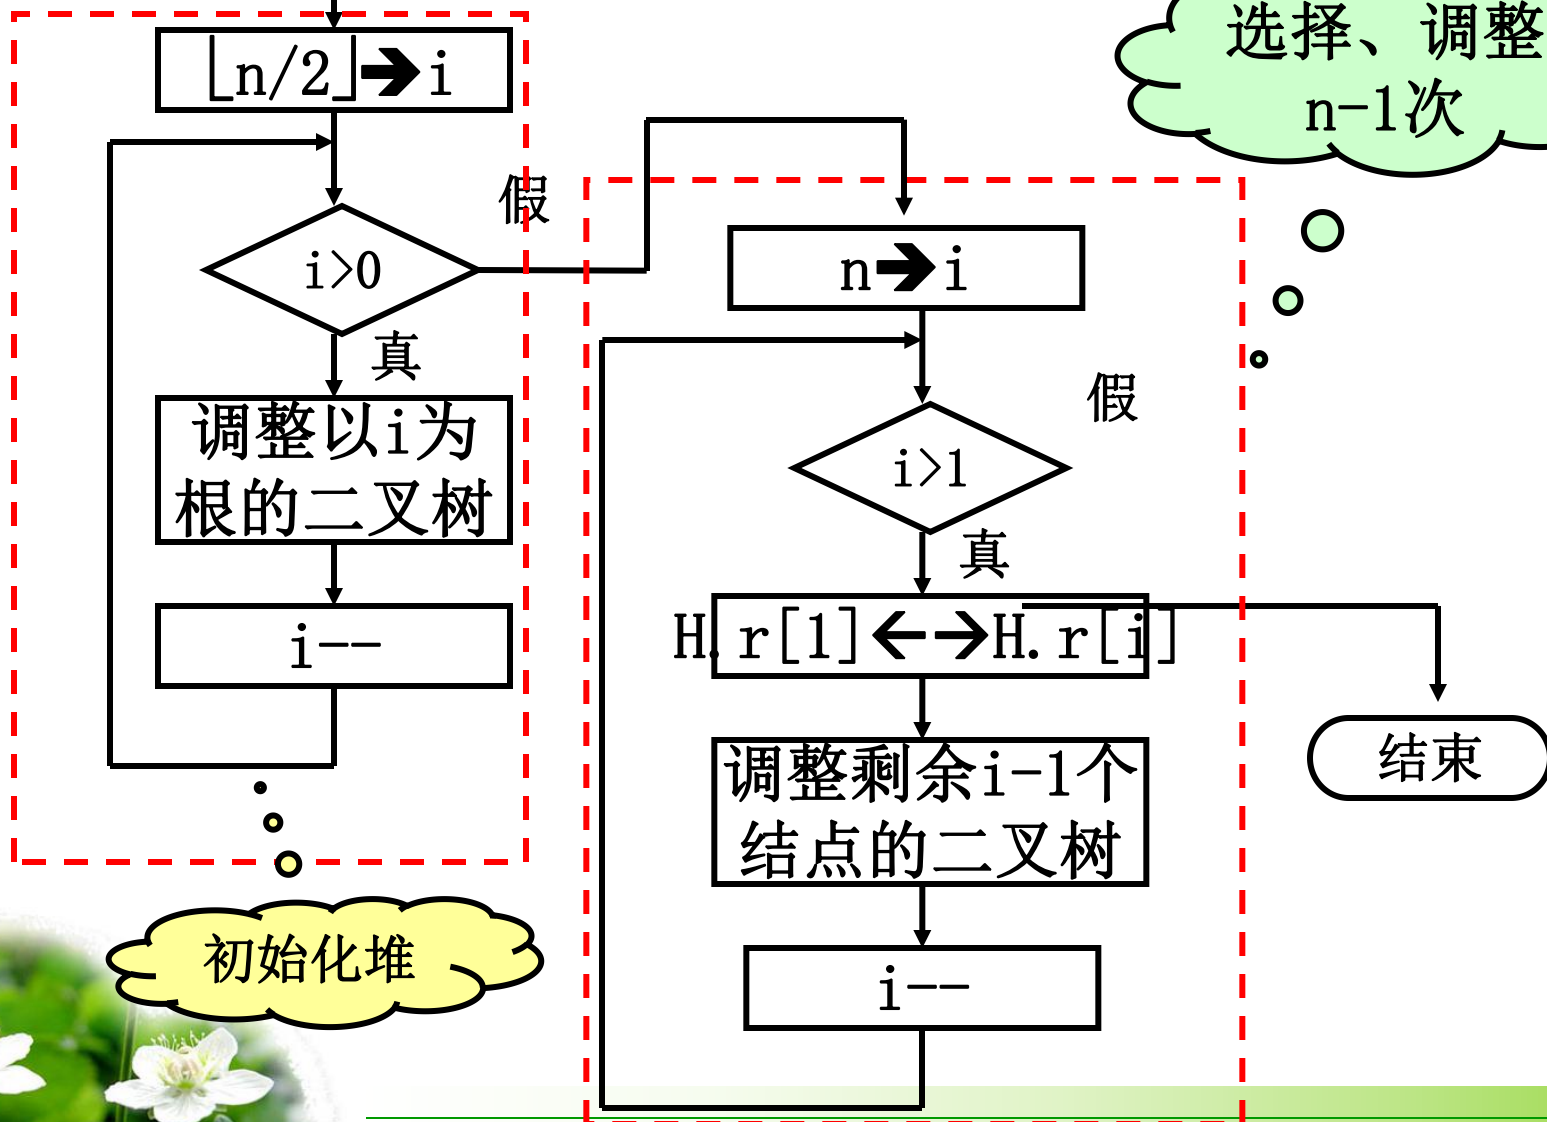 ⌊n/2⌋➔i
i>0
假
真
调整以i为
根的二叉树
i--
初始化堆
选择、调整
n-1次
n➔i
i>1
假
真
H.r[1]←→H.r[i]
调整剩余i-1个
结点的二叉树
i--
结束